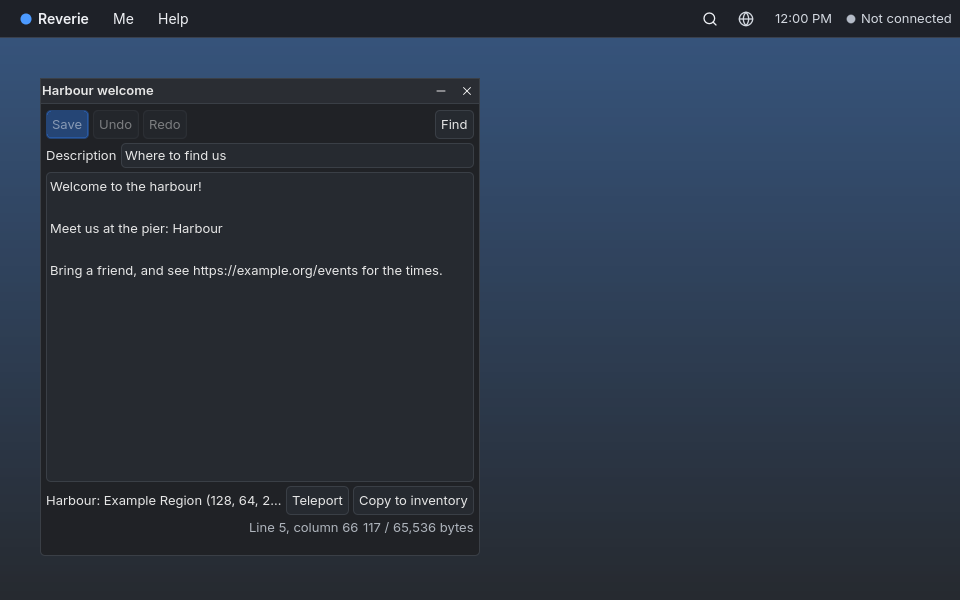 Reverie Me Help 12:00 PM Not connected
Harbour welcome
Save Undo Redo Find
Description Where to find us
Welcome to the harbour!
Meet us at the pier: Harbour
Bring a friend, and see https://example.org/events for the times.
Harbour: Example Region (128, 64, 2... Teleport Copy to inventory
Line 5, column 66 117 / 65,536 bytes